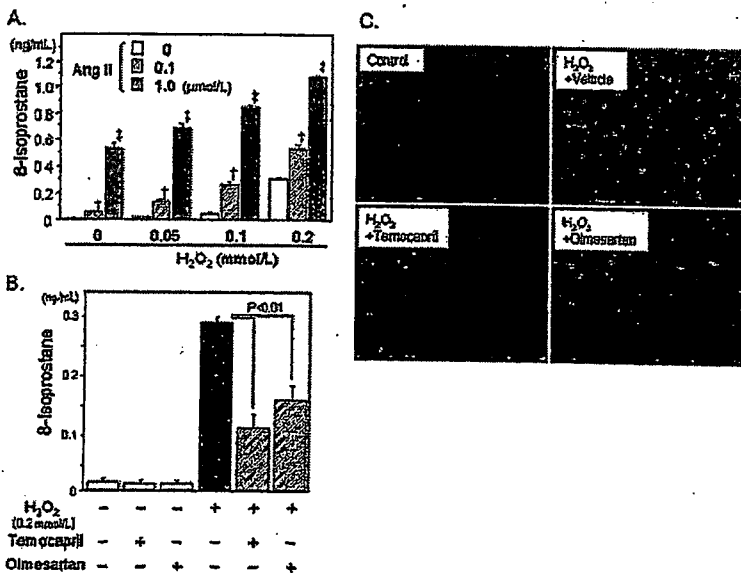 A.
(ng/mL)
8-Isoprostane
1.2
1.0
0.8
0.6
0.4
0.2
0
Ang II
0
0.1
1.0 (μmol/L)
† ‡ † ‡ † ‡ † ‡
0 0.05 0.1 0.2
H₂O₂ (mmol/L)
B.
8-Isoprostane
0.3
0.2
0.1
0
P<0.01
H₂O₂ - - - + + +
(0.2 mmol/L)
Temocapril - + - - + -
Olmesartan - - + - - +
C.
Control
H₂O₂
+Vehicle
H₂O₂
+Temocapril
H₂O₂
+Olmesartan